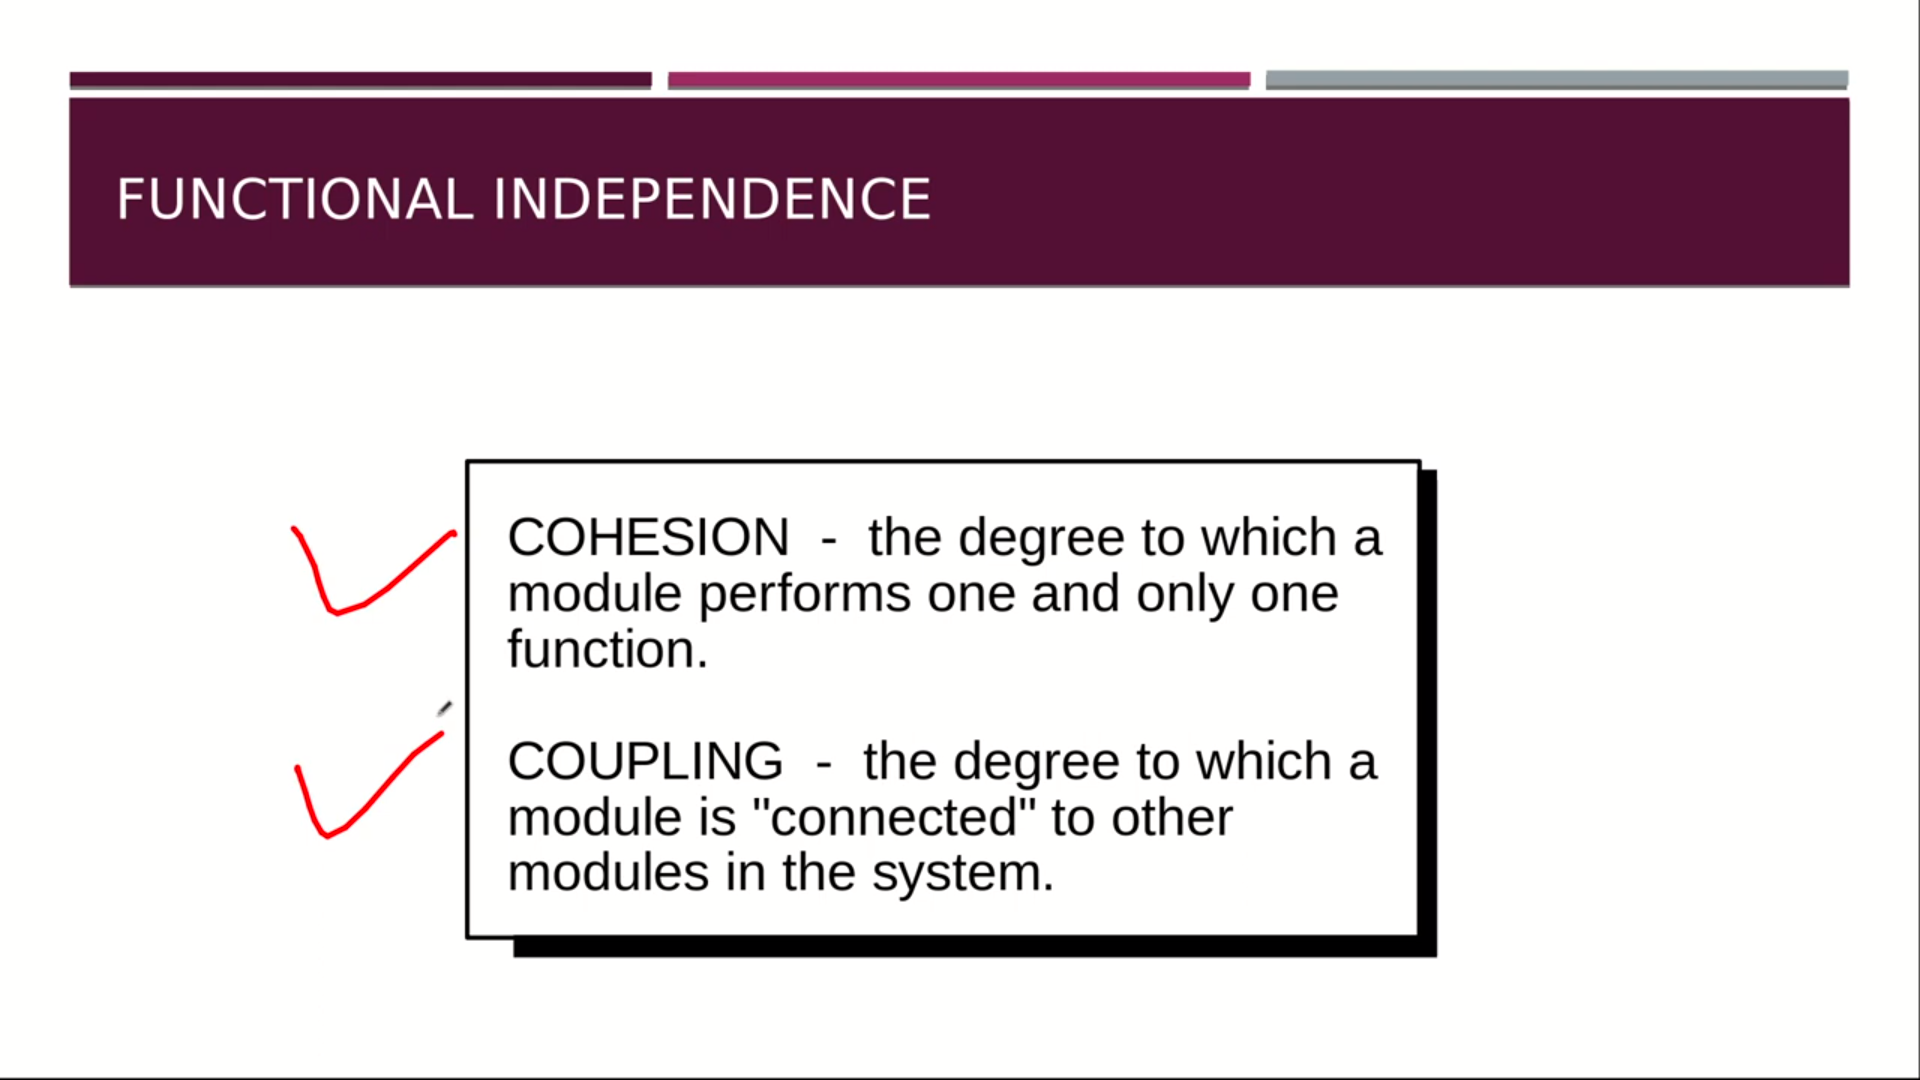 FUNCTIONAL INDEPENDENCE
COHESION - the degree to which a
module performs one and only one
function.
COUPLING - the degree to which a
module is "connected" to other
modules in the system.